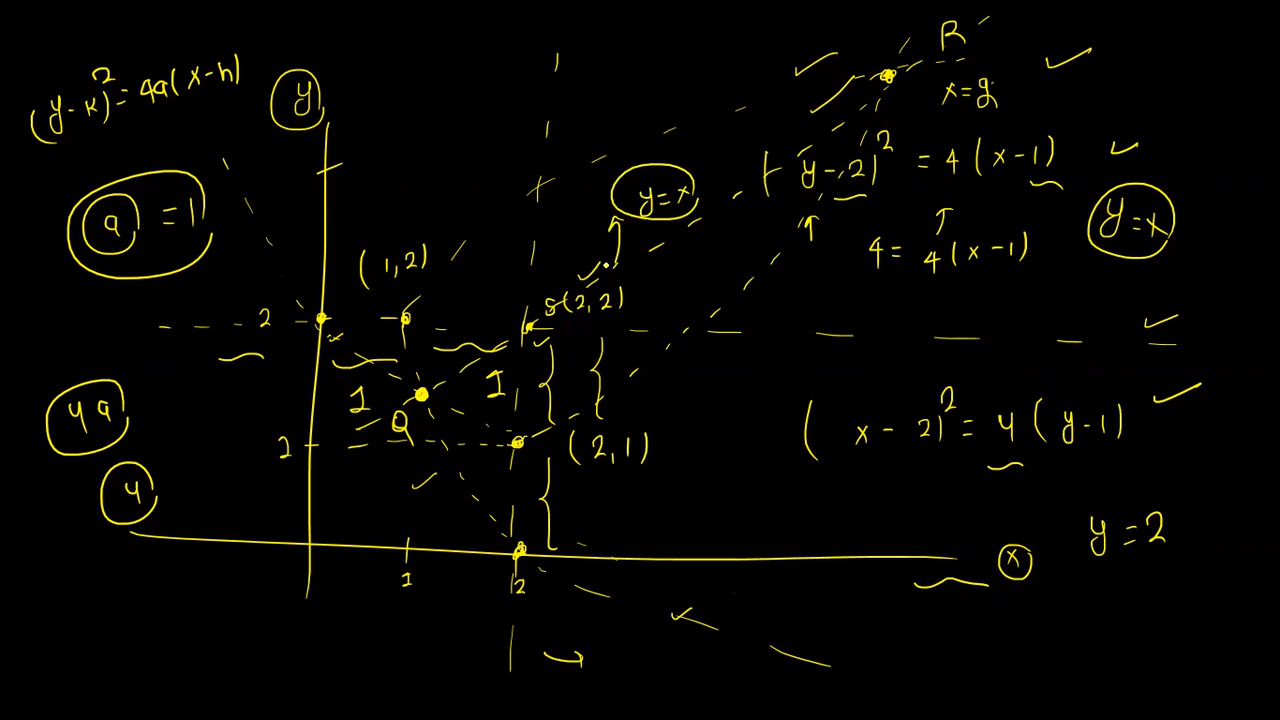 (y-k)² = 4a(x-h)
y
R
x=y
(y-2)² = 4(x-1)
y=x
a = 1
y=x
4 = 4(x-1)
(1,2)
S(2,2)
2
1
1
4a
Q
(x-2)² = 4(y-1)
2
(2,1)
4
y=2
x
1
2